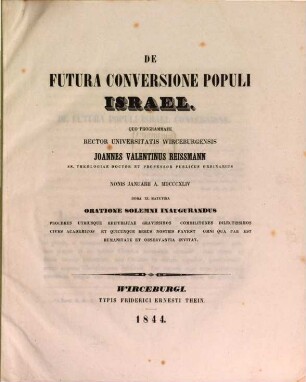 DE
FUTURA CONVERSIONE POPULI
ISRAEL.
QUO PROGRAMMATE
RECTOR UNIVERSITATIS WIRCEBURGENSIS
JOANNES VALENTINUS REISSMANN
SS. THEOLOGIAE DOCTOR ET PROFESSOR PUBLICUS ORDINARIUS
NONIS JANUARII A. MDCCCXLIV
HORA XI. MATUTINA
ORATIONE SOLEMNI INAUGURANDUS
PROCERES UTRIUSQUE REIPUBLICAE GRAVISSIMOS COMMILITONES DILECTISSIMOS
CIVES ACADEMICOS ET QUICUNQUE REBUS NOSTRIS FAVENT OMNI QUA PAR EST
HUMANITATE ET OBSERVANTIA INVITAT.
WIRCEBURGI.
TYPIS FRIDERICI ERNESTI THEIN.
1844.